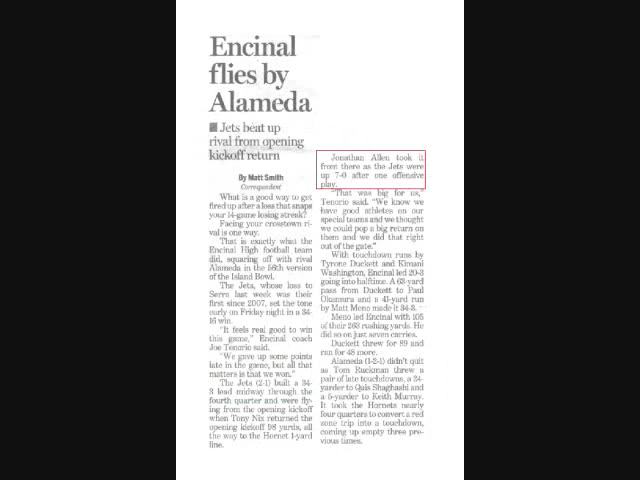 Encinal
flies by
Alameda
Jets beat up
rival from opening
kickoff return
By Matt Smith
Correspondent
What is a good way to get
fired up after a loss that snaps
your 14-game losing streak?
Facing your crosstown ri-
val is one way.
That is exactly what the
Encinal High football team
did, squaring off with rival
Alameda in the 56th version
of the Island Bowl.
The Jets, whose loss to
Serra last week was their
first since 2007, set the tone
early on Friday night in a 34-
16 win.
"It feels real good to win
this game," Encinal coach
Joe Tenorio said.
"We gave up some points
late in the game, but all that
matters is that we won."
The Jets (2-1) built a 34-
3 lead midway through the
fourth quarter and were fly-
ing from the opening kickoff
when Tony Nix returned the
opening kickoff 98 yards, all
the way to the Hornet 1-yard
line.
Jonathan Allen took it
from there as the Jets were
up 7-0 after one offensive
play.
"That was big for us,"
Tenorio said. "We know we
have good athletes on our
special teams and we thought
we could pop a big return on
them and we did that right
out of the gate."
With touchdown runs by
Tyrone Duckett and Kimani
Washington, Encinal led 20-3
going into halftime. A 63-yard
pass from Duckett to Paul
Okamura and a 41-yard run
by Matt Meno made it 34-3.
Meno led Encinal with 105
of their 263 rushing yards. He
did so on just seven carries.
Duckett threw for 89 and
ran for 48 more.
Alameda (1-2-1) didn't quit
as Tom Ruckman threw a
pair of late touchdowns, a 24-
yarder to Quis Shaghashi and
a 5-yarder to Keith Murray.
It took the Hornets nearly
four quarters to convert a red
zone trip into a touchdown,
coming up empty three pre-
vious times.